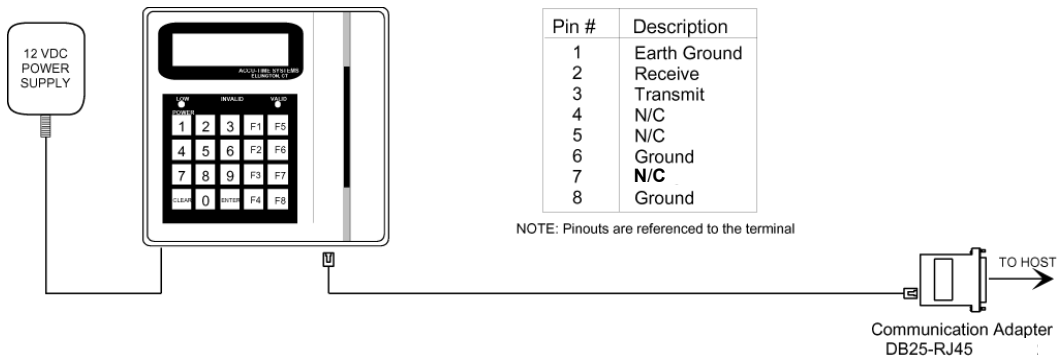 12 VDC
POWER
SUPPLY
ACCU-TIME SYSTEMS
ELLINGTON, CT
LOW INVALID VALID
POWER
1 2 3 F1 F5
4 5 6 F2 F6
7 8 9 F3 F7
CLEAR 0 ENTER F4 F8
Pin # Description
1 Earth Ground
2 Receive
3 Transmit
4 N/C
5 N/C
6 Ground
7 N/C
8 Ground
NOTE: Pinouts are referenced to the terminal
TO HOST
Communication Adapter
DB25-RJ45